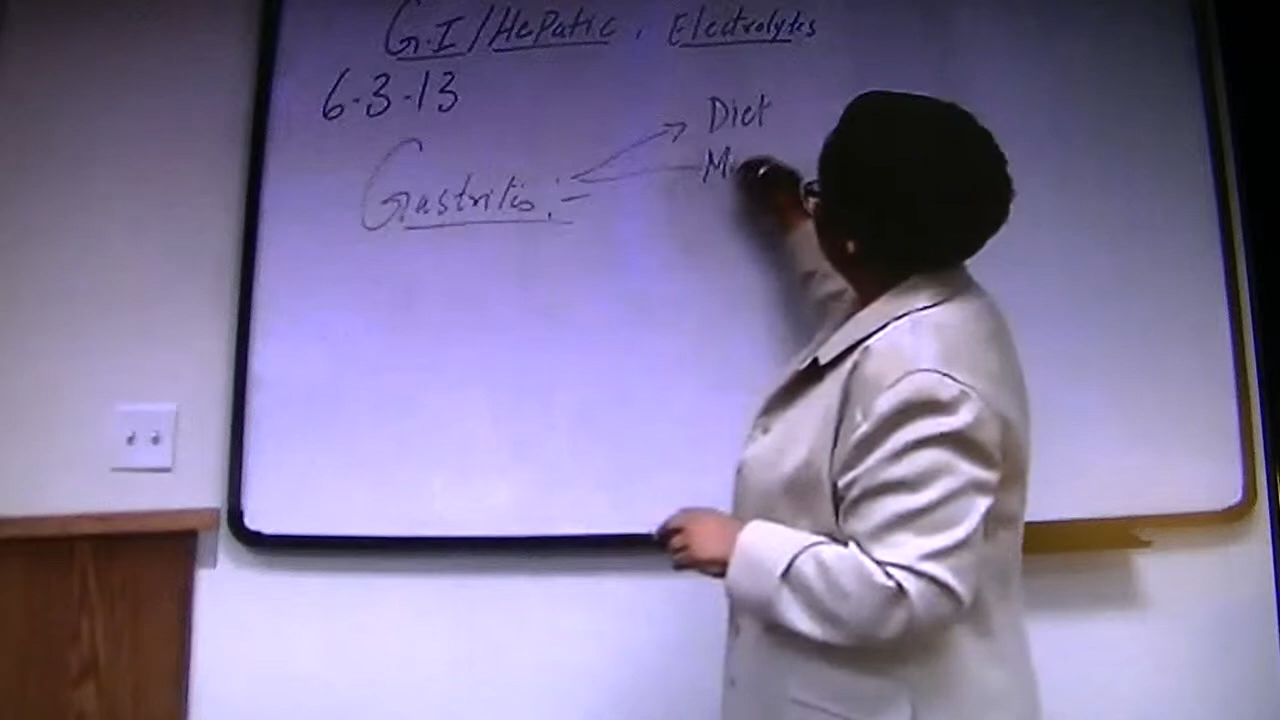 G.I/Hepatic, Electrolytes
6-3-13
Diet
Gastritis:-
M